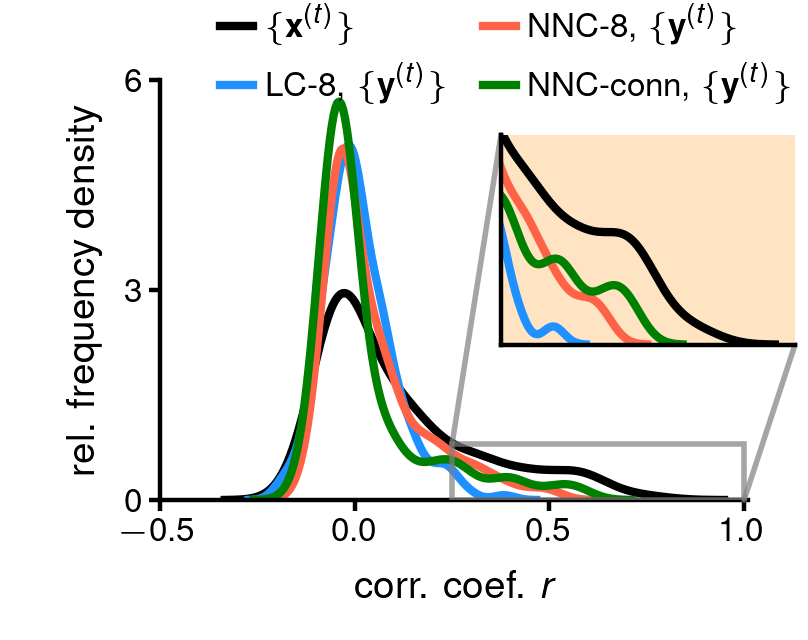 {x^(t)} NNC-8, {y^(t)}
LC-8, {y^(t)} NNC-conn, {y^(t)}
6
3
0
rel. frequency density
−0.5 0.0 0.5 1.0
corr. coef. r